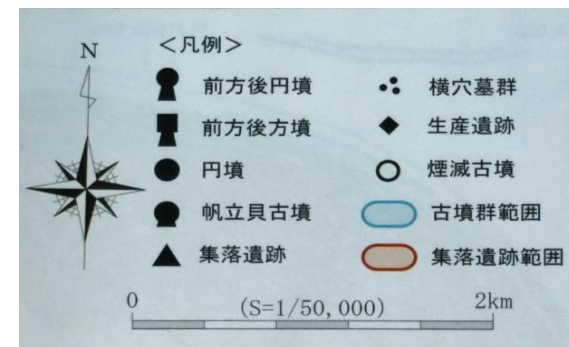 N
<凡例>
前方後円墳
前方後方墳
円墳
帆立貝古墳
集落遺跡
横穴墓群
生産遺跡
煙滅古墳
古墳群範囲
集落遺跡範囲
0 (S=1/50,000) 2km